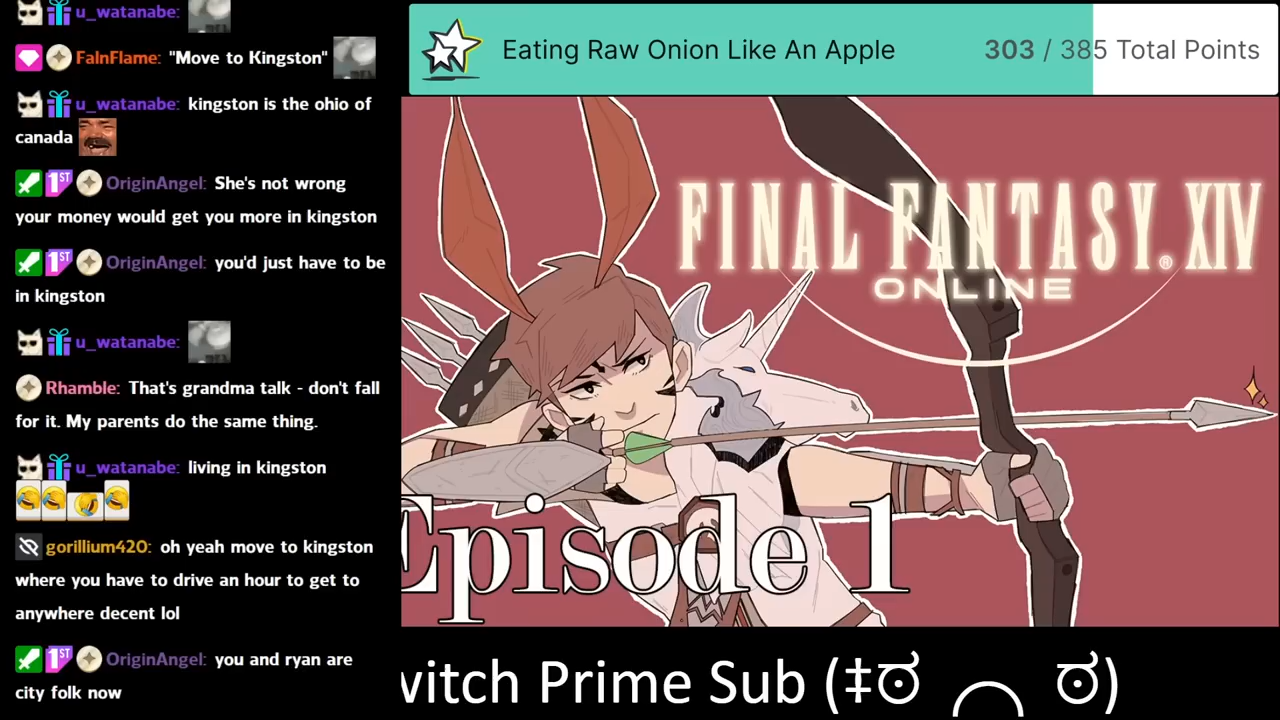 u_watanabe:
FalnFlame: "Move to Kingston"
u_watanabe: kingston is the ohio of
canada
1ST OriginAngel: She's not wrong
your money would get you more in kingston
1ST OriginAngel: you'd just have to be
in kingston
u_watanabe:
Rhamble: That's grandma talk - don't fall
for it. My parents do the same thing.
u_watanabe: living in kingston
gorillium420: oh yeah move to kingston
where you have to drive an hour to get to
anywhere decent lol
1ST OriginAngel: you and ryan are
city folk now
Eating Raw Onion Like An Apple 303 / 385 Total Points
FINAL FANTASY® XIV
ONLINE
Episode 1
witch Prime Sub (‡ಠ ╭╮ ಠ)